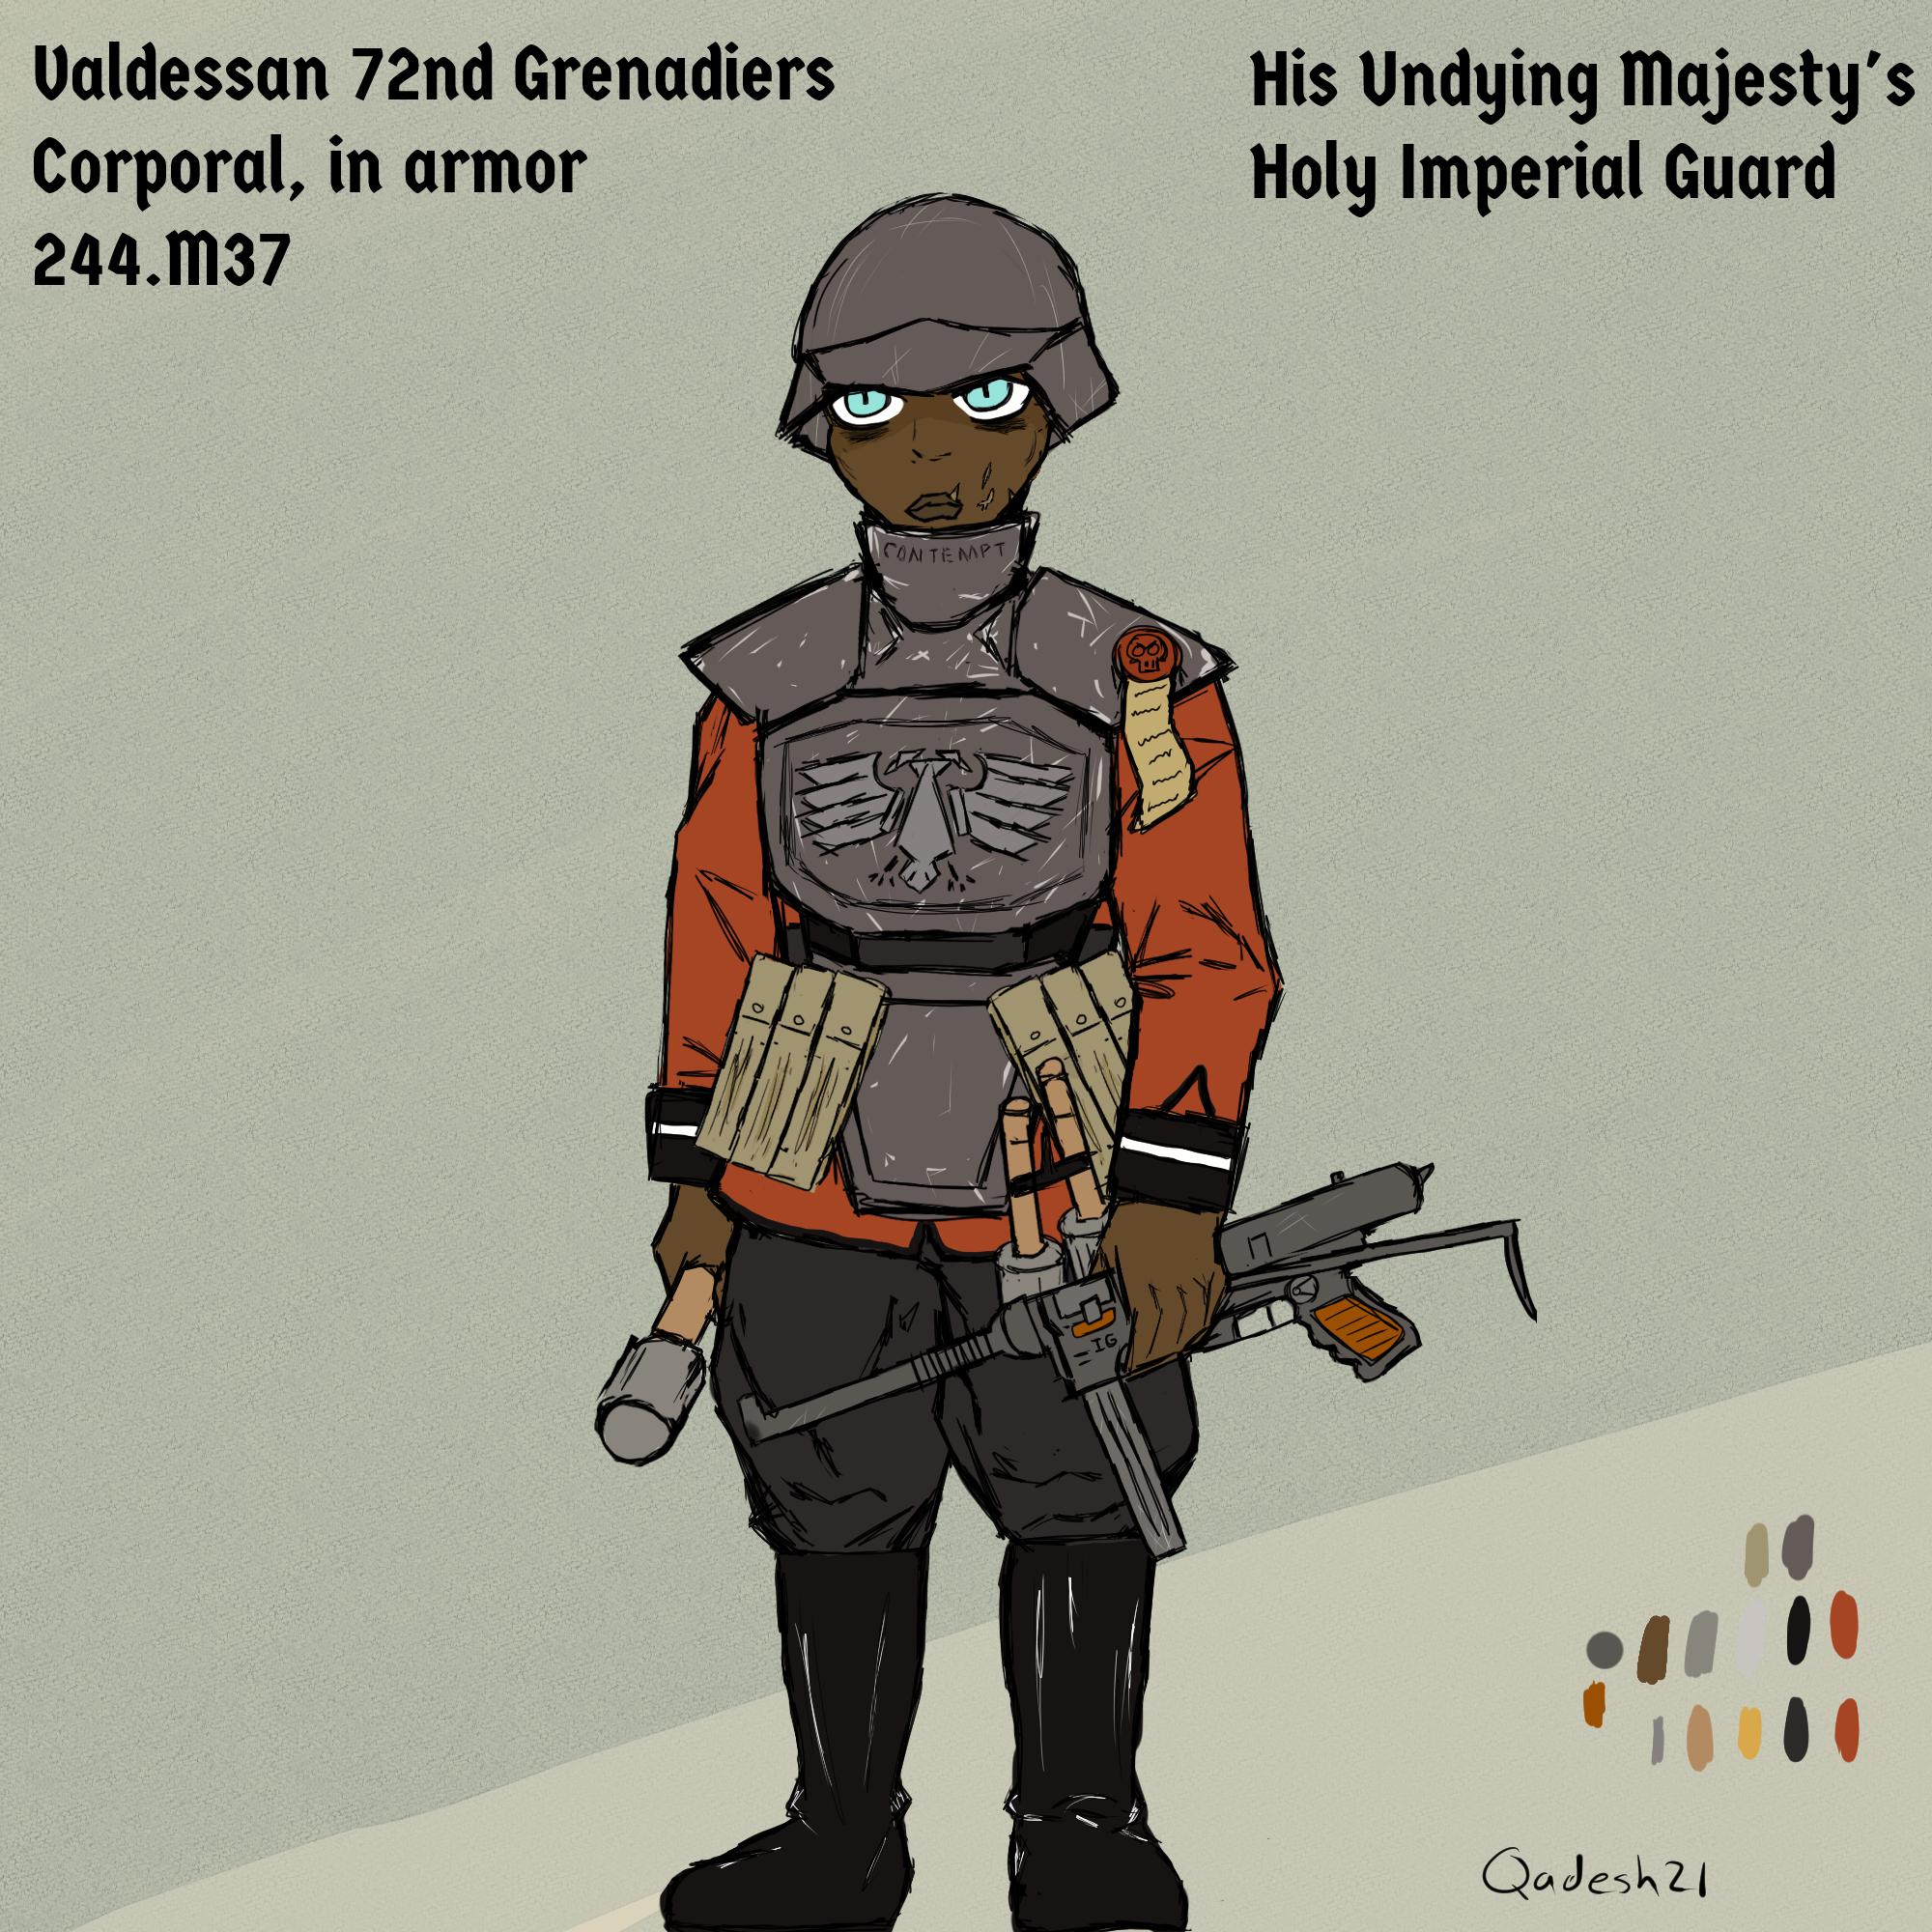 Valdessan 72nd Grenadiers
Corporal, in armor
244.M37
His Undying Majesty's
Holy Imperial Guard
CONTEMPT
IG
Qadesh21